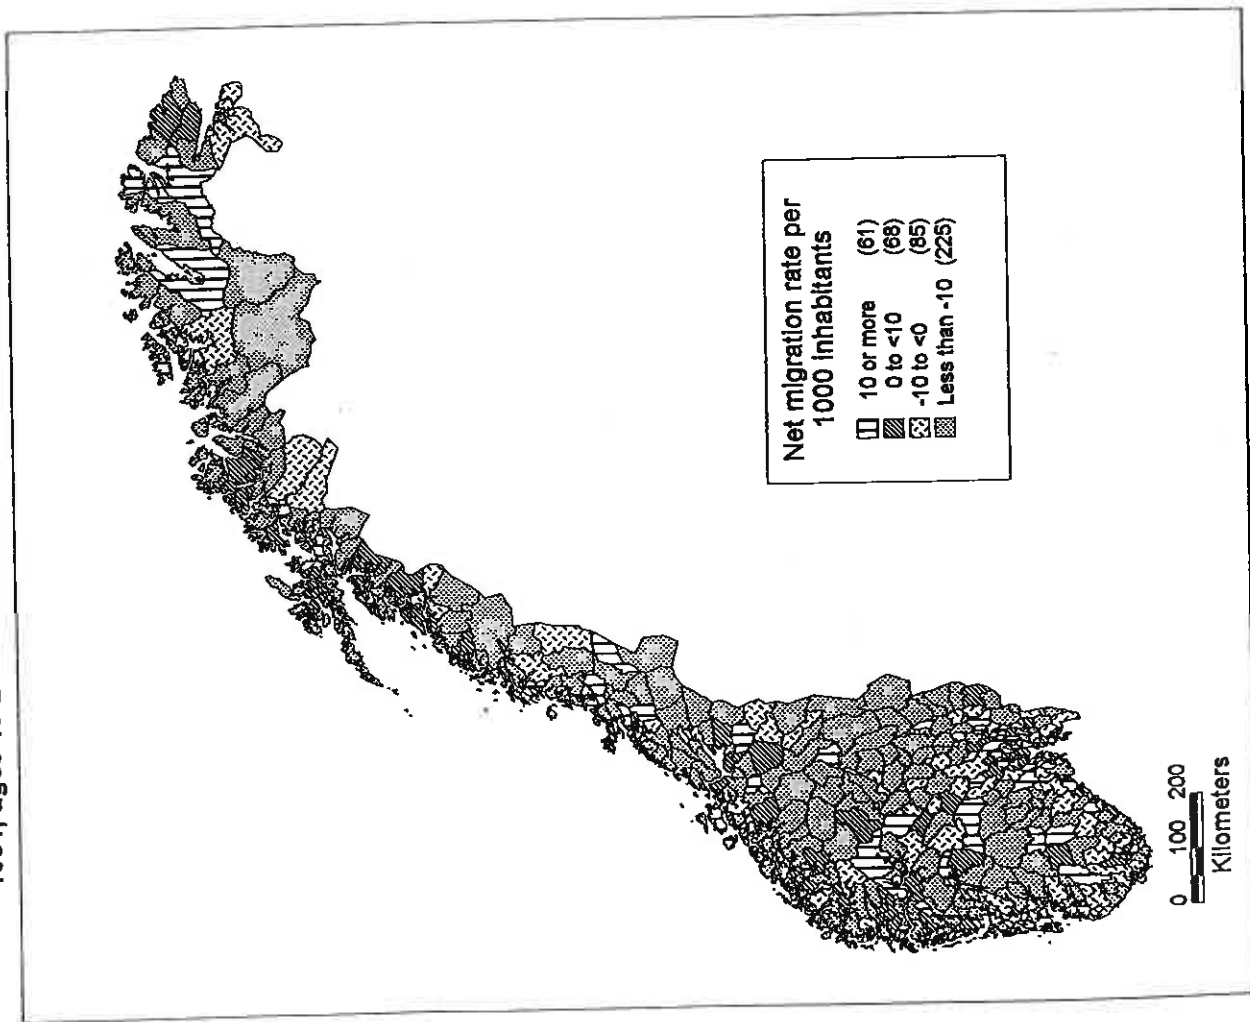 Net migration rate per
1000 inhabitants
10 or more (61)
0 to <10 (68)
-10 to <0 (85)
Less than -10 (225)
0 100 200
Kilometers